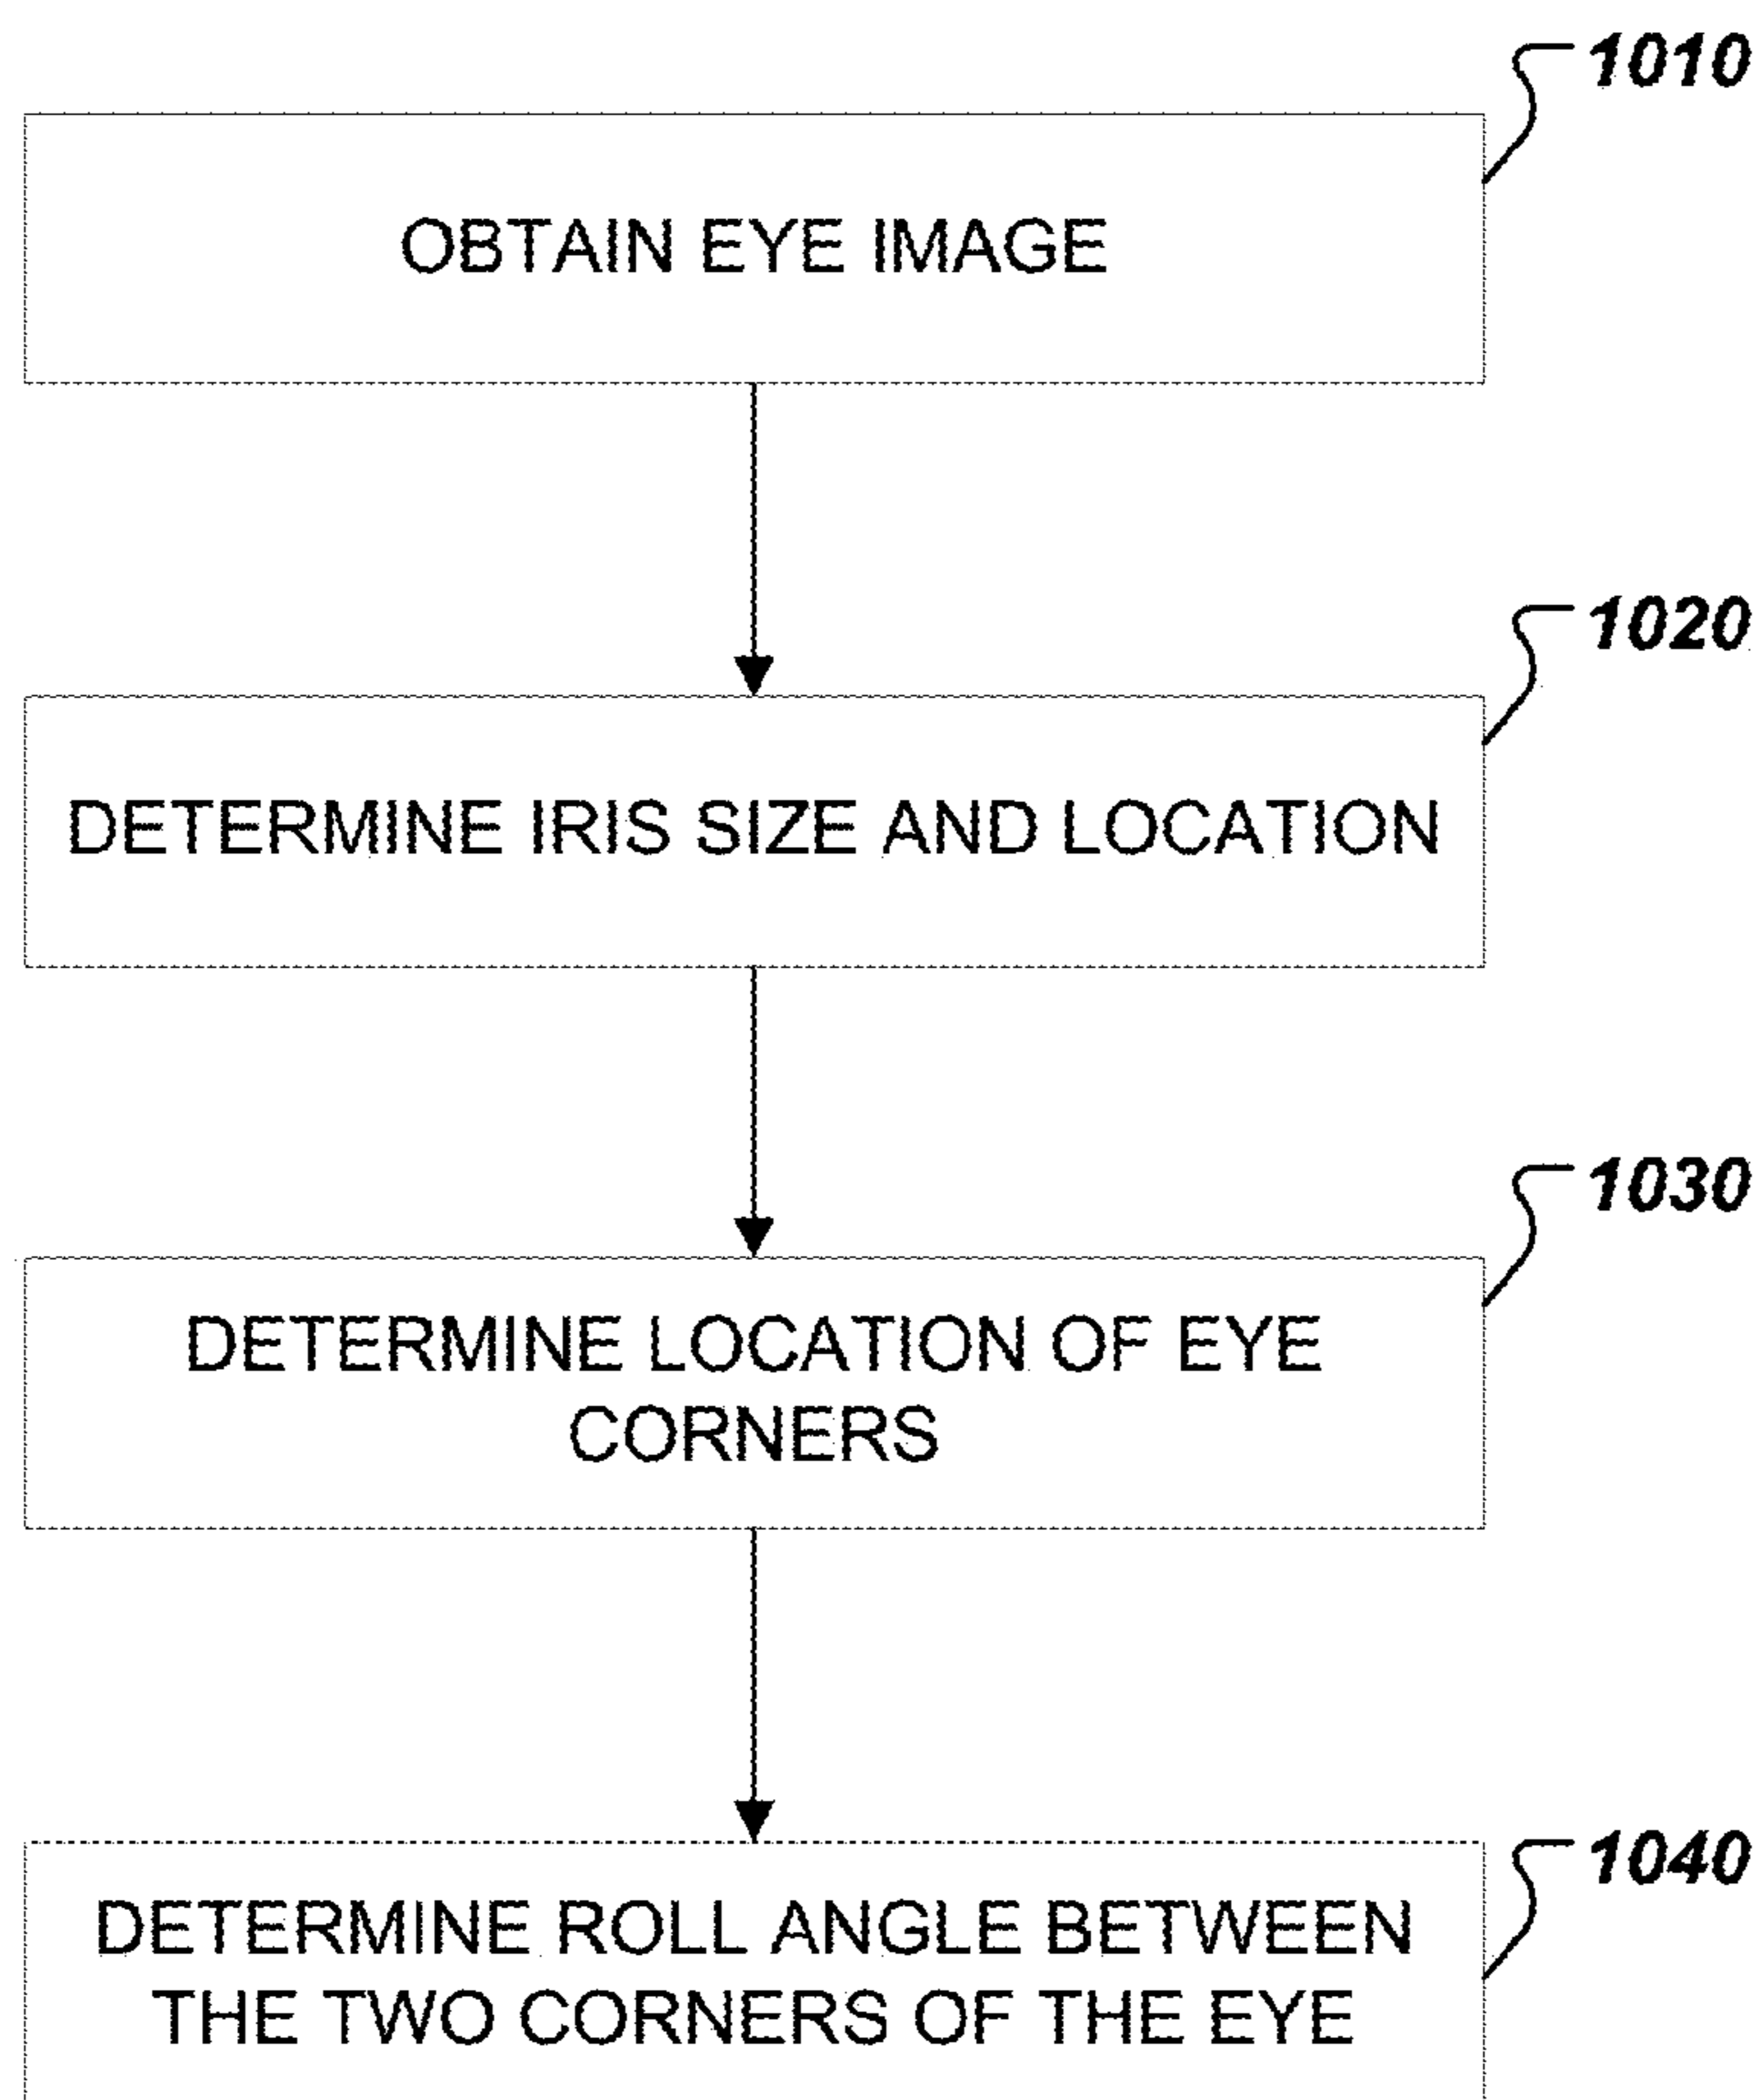 1010
OBTAIN EYE IMAGE
1020
DETERMINE IRIS SIZE AND LOCATION
1030
DETERMINE LOCATION OF EYE
CORNERS
1040
DETERMINE ROLL ANGLE BETWEEN
THE TWO CORNERS OF THE EYE